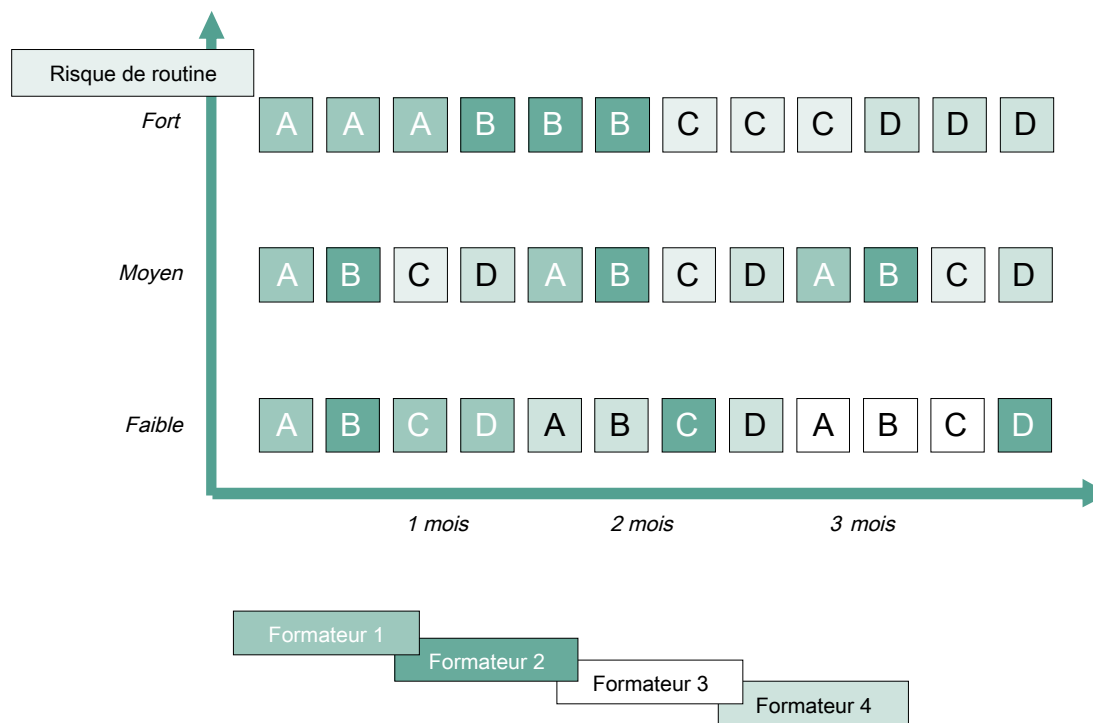 Risque de routine
Fort
A A A B B B C C C D D D
Moyen
A B C D A B C D A B C D
Faible
A B C D A B C D A B C D
1 mois 2 mois 3 mois
Formateur 1
Formateur 2
Formateur 3
Formateur 4